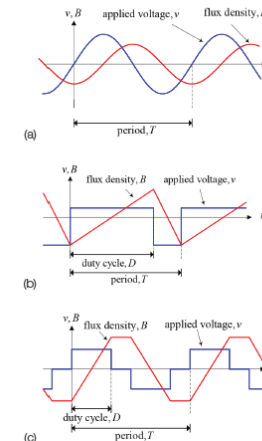 v, B
applied voltage, v
flux density,
(a)
period, T
v, B
flux density, B
applied voltage, v
(b)
duty cycle, D
period, T
v, B
flux density, B
applied voltage, v
(c)
duty cycle, D
period, T